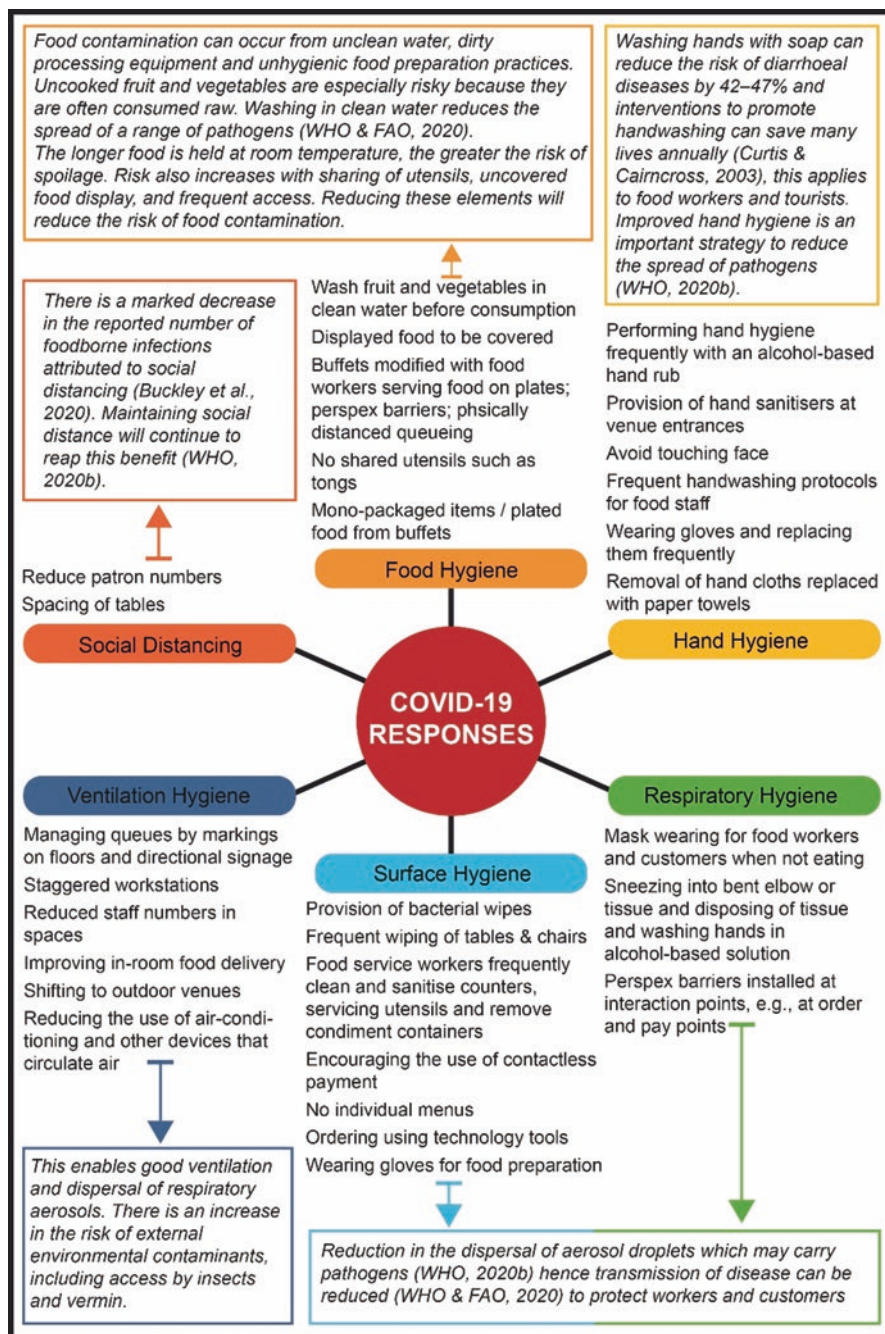 Food contamination can occur from unclean water, dirty
processing equipment and unhygienic food preparation practices.
Uncooked fruit and vegetables are especially risky because they
are often consumed raw. Washing in clean water reduces the
spread of a range of pathogens (WHO & FAO, 2020).
The longer food is held at room temperature, the greater the risk of
spoilage. Risk also increases with sharing of utensils, uncovered
food display, and frequent access. Reducing these elements will
reduce the risk of food contamination.
Washing hands with soap can
reduce the risk of diarrhoeal
diseases by 42–47% and
interventions to promote
handwashing can save many
lives annually (Curtis &
Cairncross, 2003), this applies
to food workers and tourists.
Improved hand hygiene is an
important strategy to reduce
the spread of pathogens
(WHO, 2020b).
There is a marked decrease
in the reported number of
foodborne infections
attributed to social
distancing (Buckley et al.,
2020). Maintaining social
distance will continue to
reap this benefit (WHO,
2020b).
Reduce patron numbers
Spacing of tables
Social Distancing
Wash fruit and vegetables in
clean water before consumption
Displayed food to be covered
Buffets modified with food
workers serving food on plates;
perspex barriers; phsically
distanced queueing
No shared utensils such as
tongs
Mono-packaged items / plated
food from buffets
Food Hygiene
Performing hand hygiene
frequently with an alcohol-based
hand rub
Provision of hand sanitisers at
venue entrances
Avoid touching face
Frequent handwashing protocols
for food staff
Wearing gloves and replacing
them frequently
Removal of hand cloths replaced
with paper towels
Hand Hygiene
COVID-19
RESPONSES
Ventilation Hygiene
Managing queues by markings
on floors and directional signage
Staggered workstations
Reduced staff numbers in
spaces
Improving in-room food delivery
Shifting to outdoor venues
Reducing the use of air-condi-
tioning and other devices that
circulate air
This enables good ventilation
and dispersal of respiratory
aerosols. There is an increase
in the risk of external
environmental contaminants,
including access by insects
and vermin.
Surface Hygiene
Provision of bacterial wipes
Frequent wiping of tables & chairs
Food service workers frequently
clean and sanitise counters,
servicing utensils and remove
condiment containers
Encouraging the use of contactless
payment
No individual menus
Ordering using technology tools
Wearing gloves for food preparation
Respiratory Hygiene
Mask wearing for food workers
and customers when not eating
Sneezing into bent elbow or
tissue and disposing of tissue
and washing hands in
alcohol-based solution
Perspex barriers installed at
interaction points, e.g., at order
and pay points
Reduction in the dispersal of aerosol droplets which may carry
pathogens (WHO, 2020b) hence transmission of disease can be
reduced (WHO & FAO, 2020) to protect workers and customers